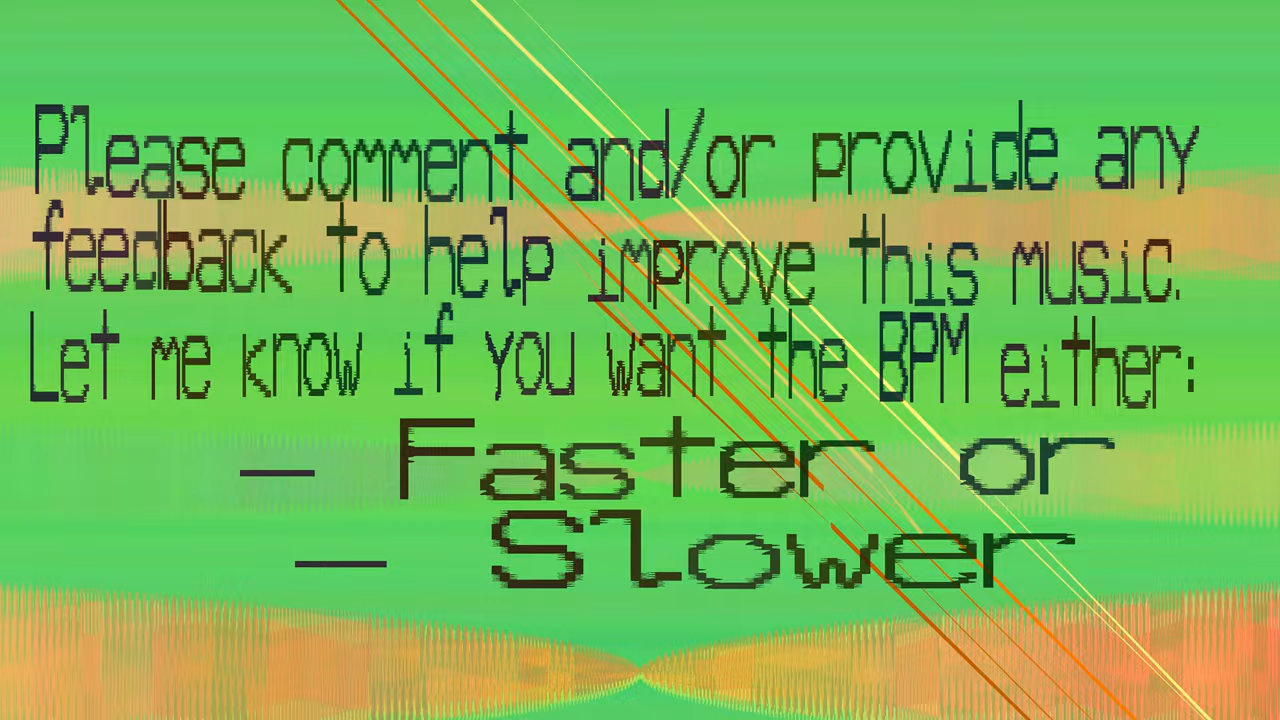 Please comment and/or provide any
feedback to help improve this music.
Let me know if you want the BPM either:
– Faster or
– Slower